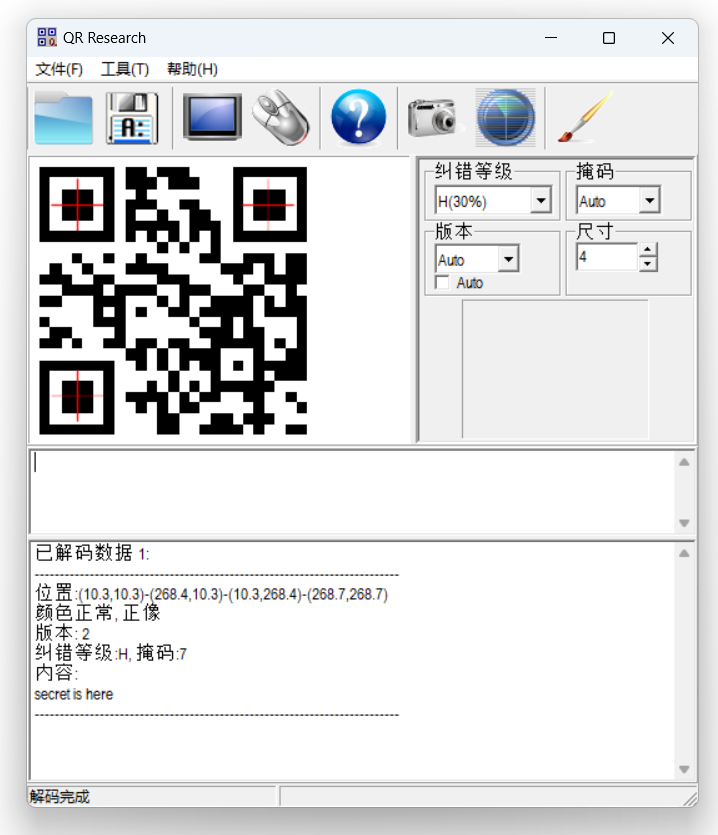 QR Research
文件(F) 工具(T) 帮助(H)
A:
纠错等级 掩码
H(30%) Auto
版本 尺寸
Auto 4
Auto
已解码数据 1:
---------------------------------------------------------------------------
位置:(10.3,10.3)-(268.4,10.3)-(10.3,268.4)-(268.7,268.7)
颜色正常, 正像
版本: 2
纠错等级:H, 掩码:7
内容:
secret is here
---------------------------------------------------------------------------
解码完成